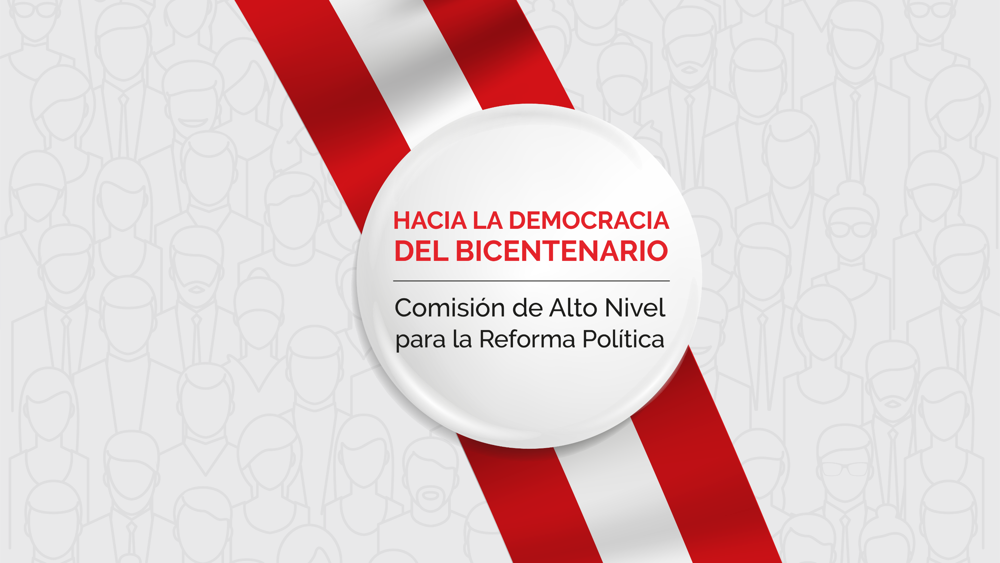 HACIA LA DEMOCRACIA
DEL BICENTENARIO
Comisión de Alto Nivel
para la Reforma Política